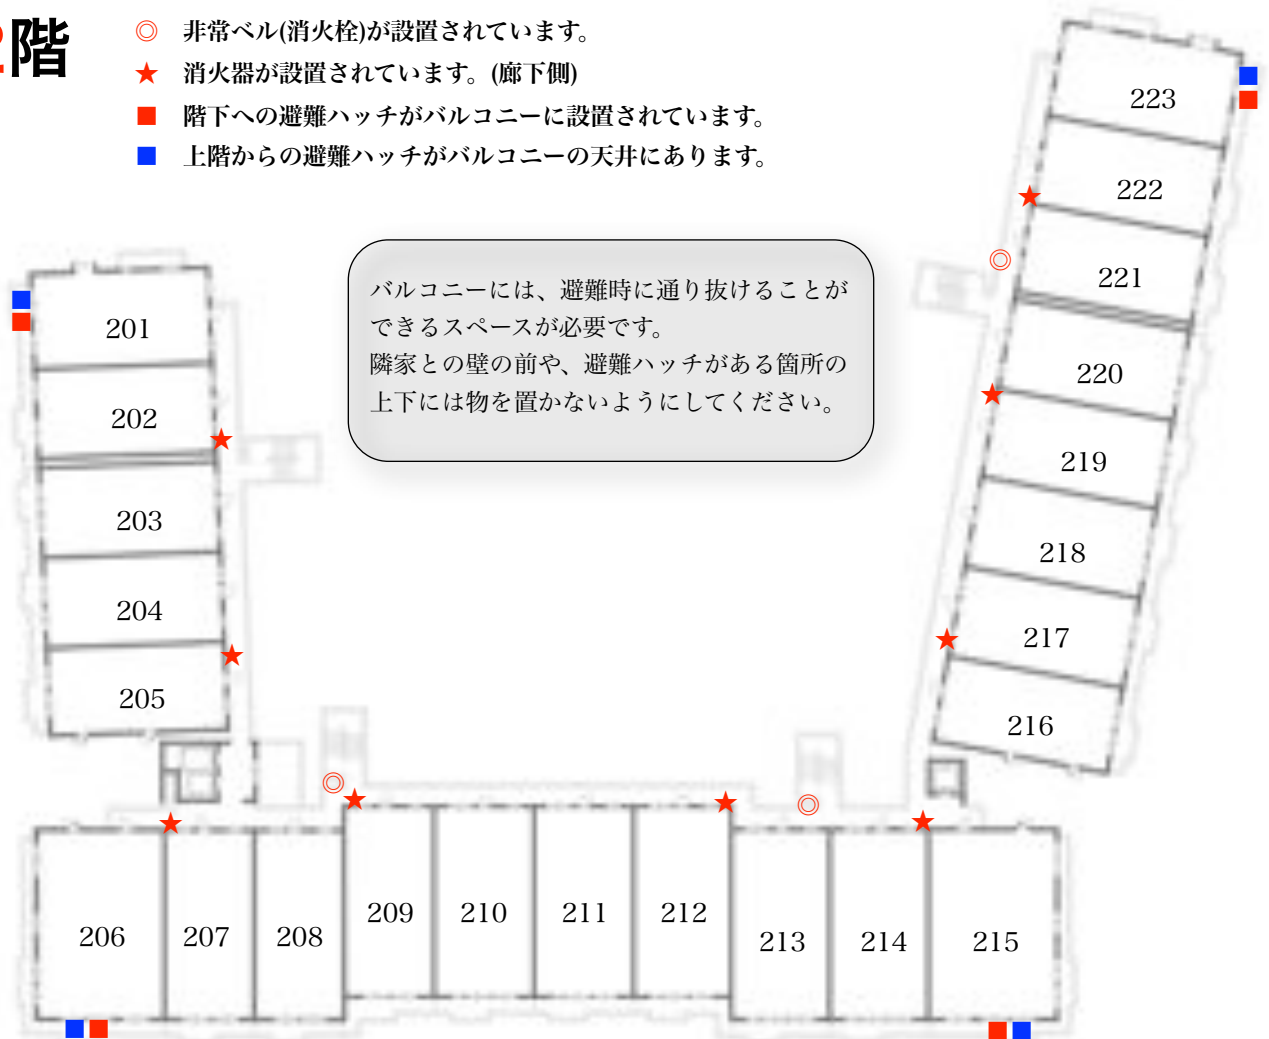 2階
◎ 非常ベル(消火栓)が設置されています。
★ 消火器が設置されています。(廊下側)
■ 階下への避難ハッチがバルコニーに設置されています。
■ 上階からの避難ハッチがバルコニーの天井にあります。
バルコニーには、避難時に通り抜けることが
できるスペースが必要です。
隣家との壁の前や、避難ハッチがある箇所の
上下には物を置かないようにしてください。
201
202
203
204
205
206
207
208
209
210
211
212
213
214
215
216
217
218
219
220
221
222
223